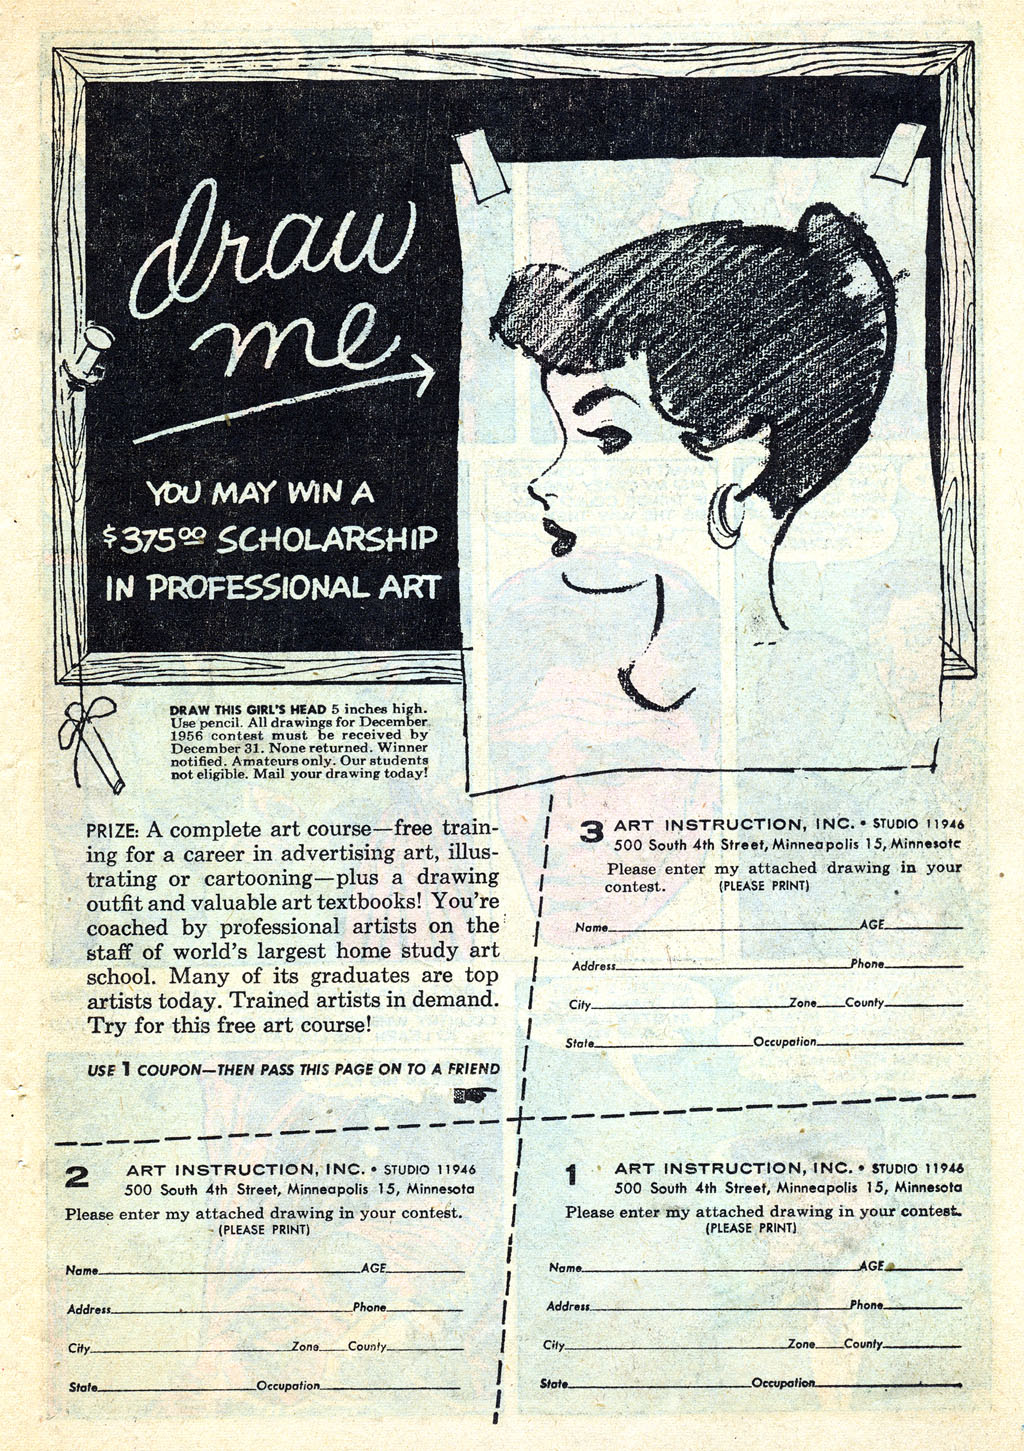 draw
me
YOU MAY WIN A
$375.00 SCHOLARSHIP
IN PROFESSIONAL ART
DRAW THIS GIRL'S HEAD 5 inches high.
Use pencil. All drawings for December
1956 contest must be received by
December 31. None returned. Winner
notified. Amateurs only. Our students
not eligible. Mail your drawing today!
PRIZE: A complete art course—free train-
ing for a career in advertising art, illus-
trating or cartooning—plus a drawing
outfit and valuable art textbooks! You're
coached by professional artists on the
staff of world's largest home study art
school. Many of its graduates are top
artists today. Trained artists in demand.
Try for this free art course!
USE 1 COUPON—THEN PASS THIS PAGE ON TO A FRIEND
3 ART INSTRUCTION, INC. • STUDIO 11946
500 South 4th Street, Minneapolis 15, Minnesota
Please enter my attached drawing in your
contest. (PLEASE PRINT)
Name AGE
Address Phone
City Zone County
State Occupation
2 ART INSTRUCTION, INC. • STUDIO 11946
500 South 4th Street, Minneapolis 15, Minnesota
Please enter my attached drawing in your contest.
(PLEASE PRINT)
Name AGE
Address Phone
City Zone County
State Occupation
1 ART INSTRUCTION, INC. • STUDIO 11946
500 South 4th Street, Minneapolis 15, Minnesota
Please enter my attached drawing in your contest.
(PLEASE PRINT)
Name AGE
Address Phone
City Zone County
State Occupation